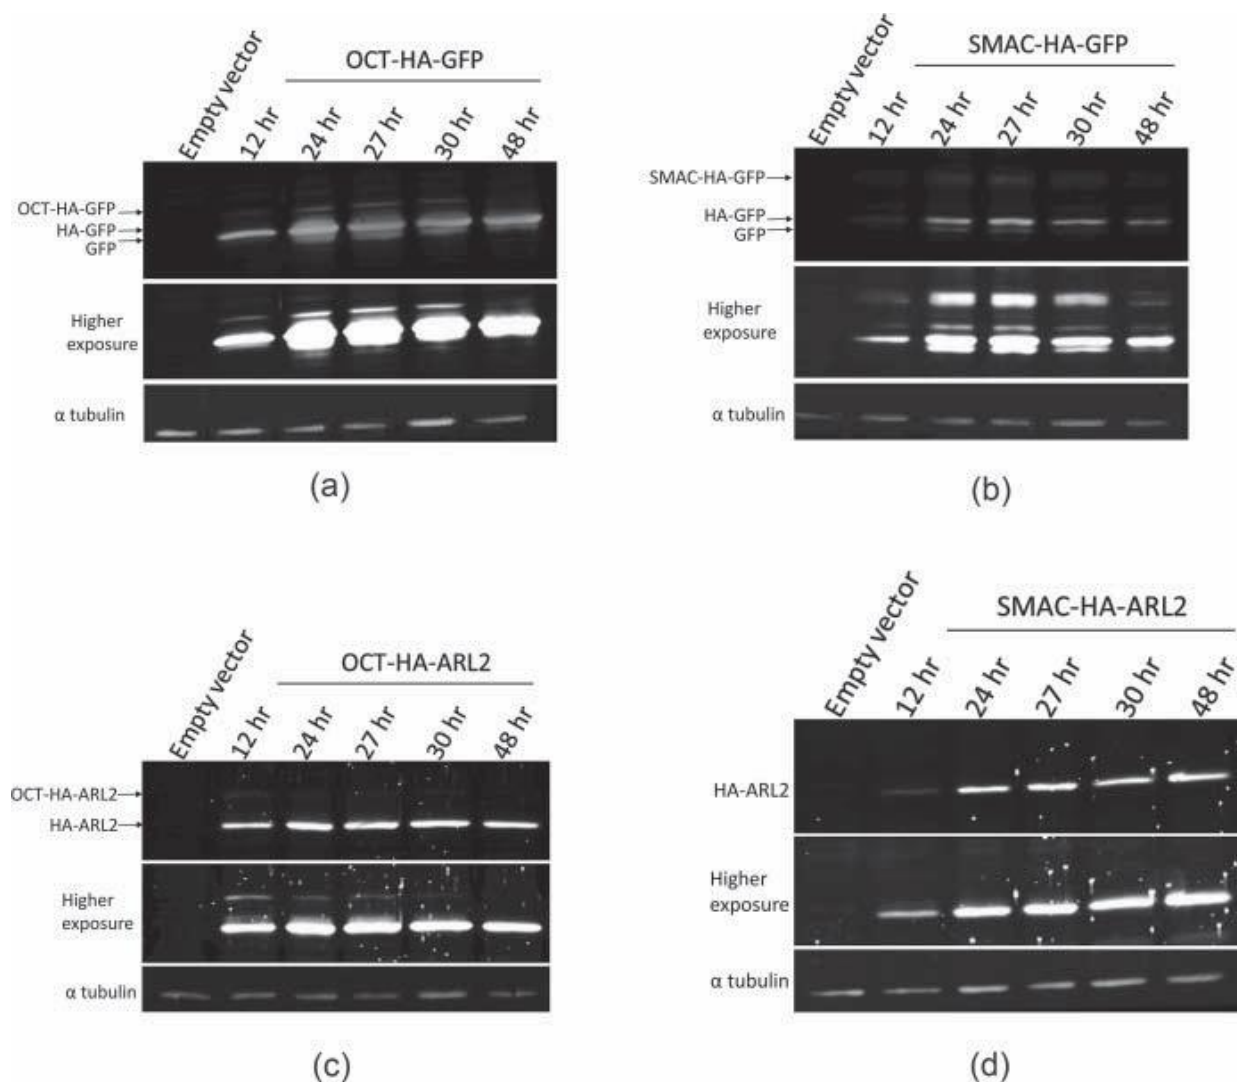 OCT-HA-GFP
Empty vector
12 hr
24 hr
27 hr
30 hr
48 hr
OCT-HA-GFP
HA-GFP
GFP
Higher
exposure
α tubulin
(a)
SMAC-HA-GFP
Empty vector
12 hr
24 hr
27 hr
30 hr
48 hr
SMAC-HA-GFP
HA-GFP
GFP
Higher
exposure
α tubulin
(b)
OCT-HA-ARL2
Empty vector
12 hr
24 hr
27 hr
30 hr
48 hr
OCT-HA-ARL2
HA-ARL2
Higher
exposure
α tubulin
(c)
SMAC-HA-ARL2
Empty vector
12 hr
24 hr
27 hr
30 hr
48 hr
HA-ARL2
Higher
exposure
α tubulin
(d)